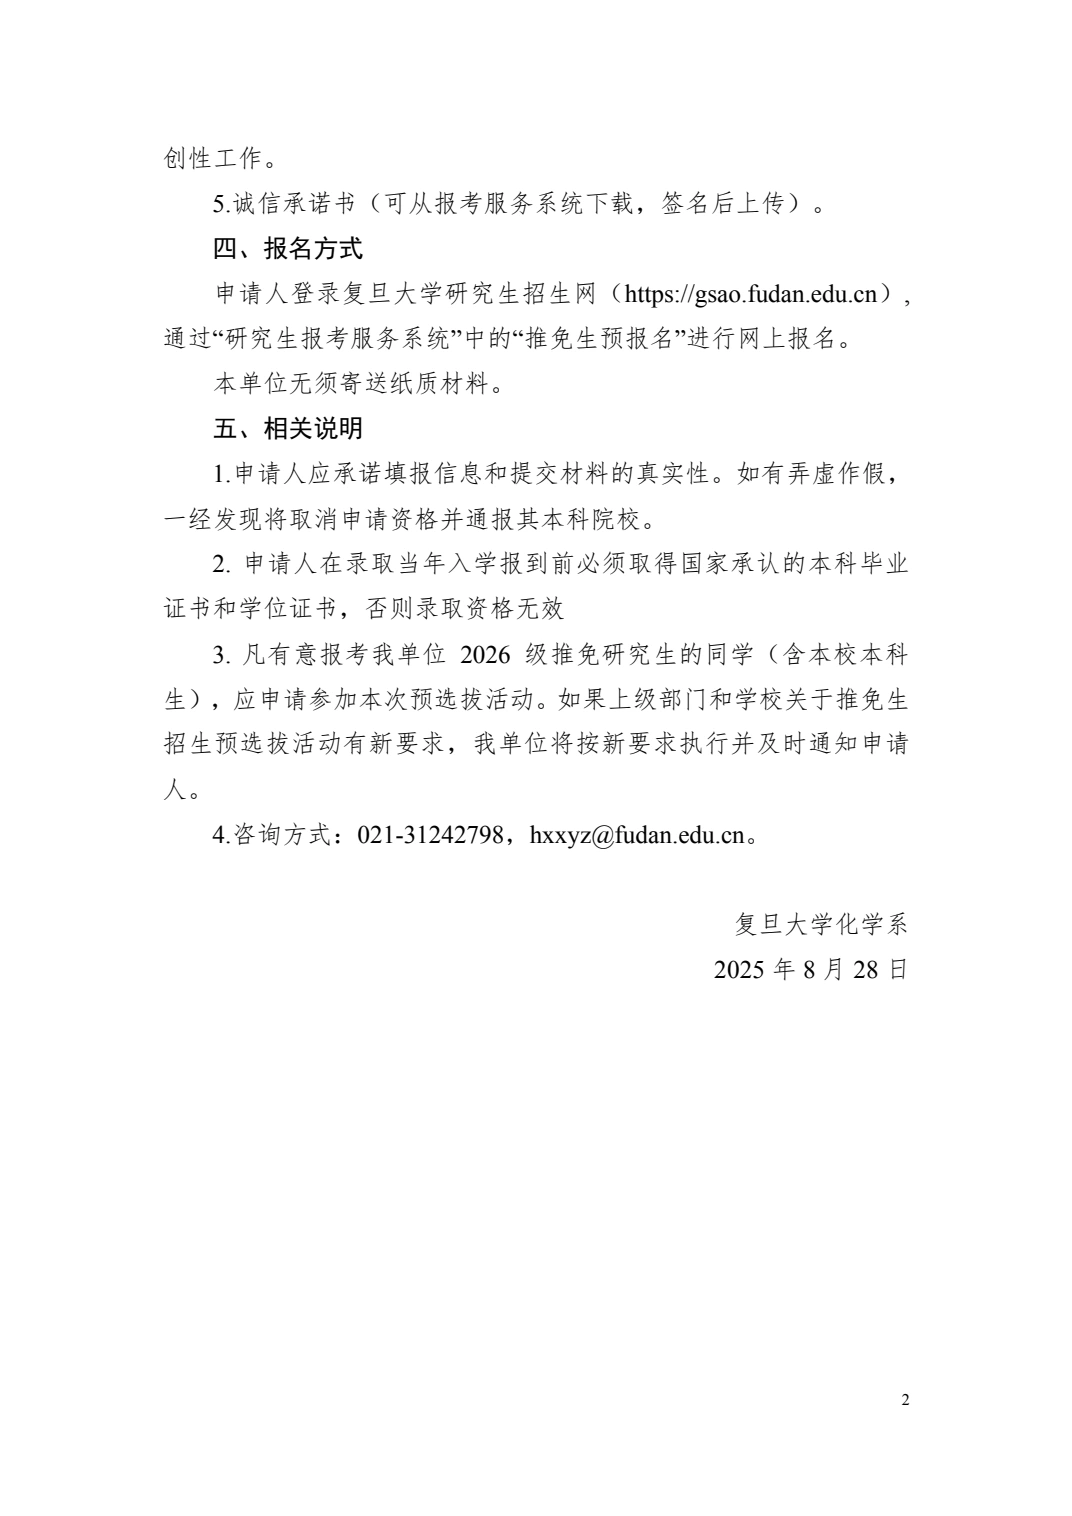 创性工作。
5.诚信承诺书（可从报考服务系统下载，签名后上传）。
四、报名方式
申请人登录复旦大学研究生招生网（https://gsao.fudan.edu.cn）,
通过“研究生报考服务系统”中的“推免生预报名”进行网上报名。
本单位无须寄送纸质材料。
五、相关说明
1.申请人应承诺填报信息和提交材料的真实性。如有弄虚作假，
一经发现将取消申请资格并通报其本科院校。
2. 申请人在录取当年入学报到前必须取得国家承认的本科毕业
证书和学位证书，否则录取资格无效
3. 凡有意报考我单位 2026 级推免研究生的同学（含本校本科
生），应申请参加本次预选拔活动。如果上级部门和学校关于推免生
招生预选拔活动有新要求，我单位将按新要求执行并及时通知申请
人。
4.咨询方式：021-31242798，hxxyz@fudan.edu.cn。
复旦大学化学系
2025 年 8 月 28 日
2